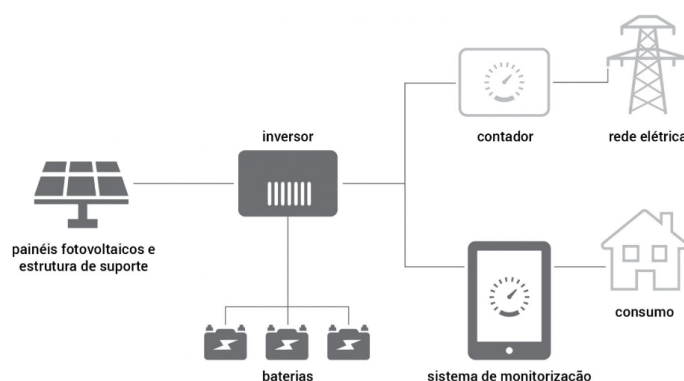 inversor
contador
rede elétrica
painéis fotovoltaicos e
estrutura de suporte
consumo
baterias
sistema de monitorização